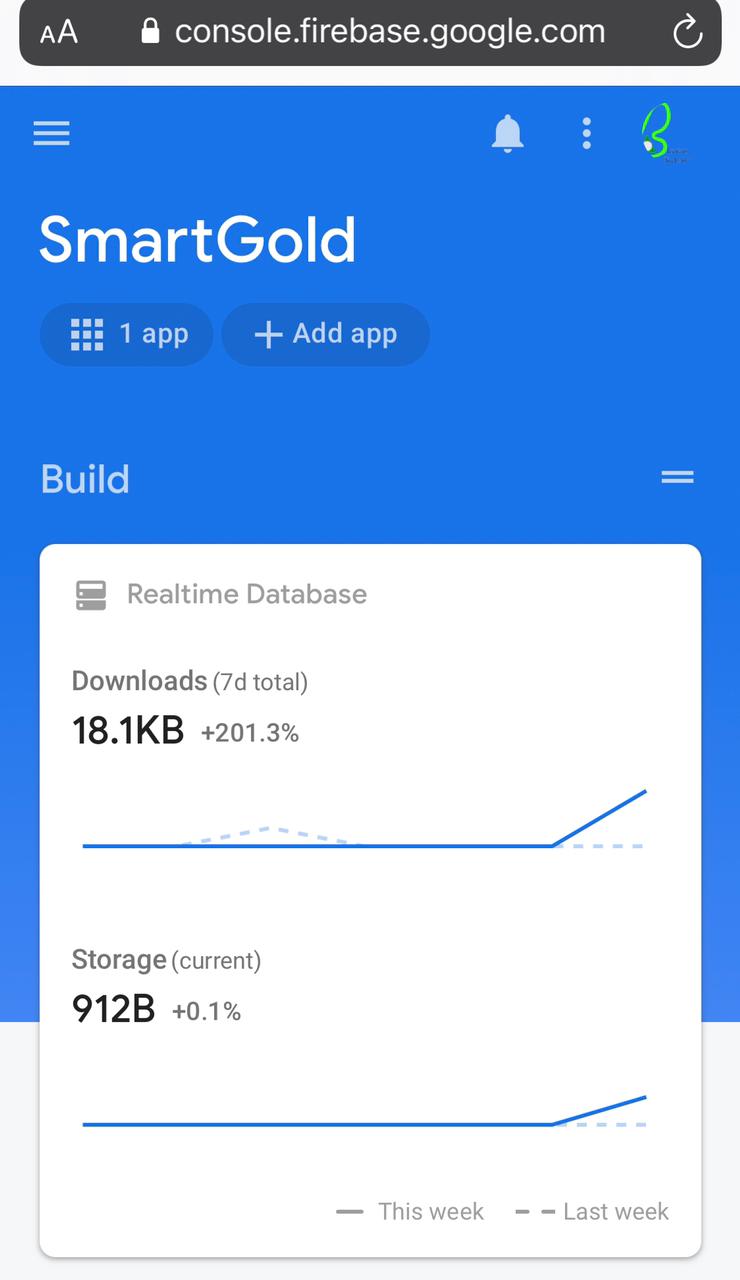 AA console.firebase.google.com
SmartGold
1 app + Add app
Build
Realtime Database
Downloads (7d total)
18.1KB +201.3%
Storage (current)
912B +0.1%
This week Last week